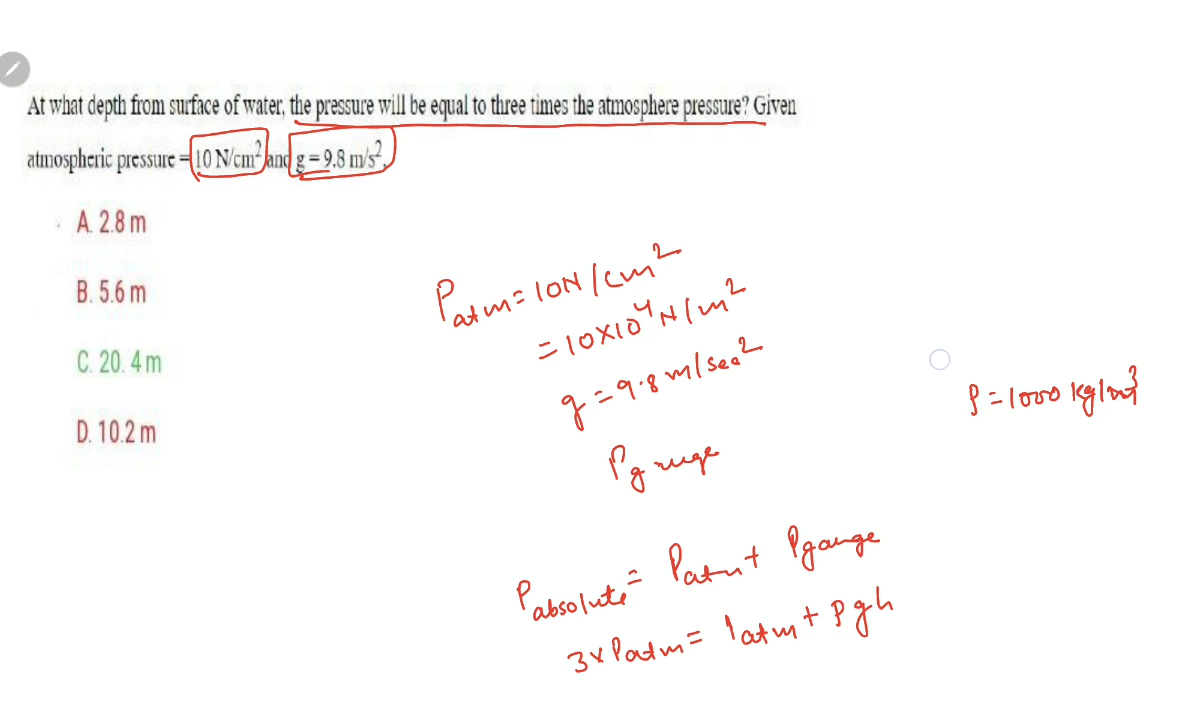 At what depth from surface of water, the pressure will be equal to three times the atmosphere pressure? Given
atmospheric pressure = 10 N/cm² and g = 9.8 m/s².
A. 2.8 m
B. 5.6 m
C. 20. 4 m
D. 10.2 m
Patm = 10N/cm²
= 10×10⁴ N/m²
g = 9.8 m/sec²
ρ = 1000 kg/m³
Pgauge
Pabsolute = Patm + Pgauge
3×Patm = Patm + ρgh